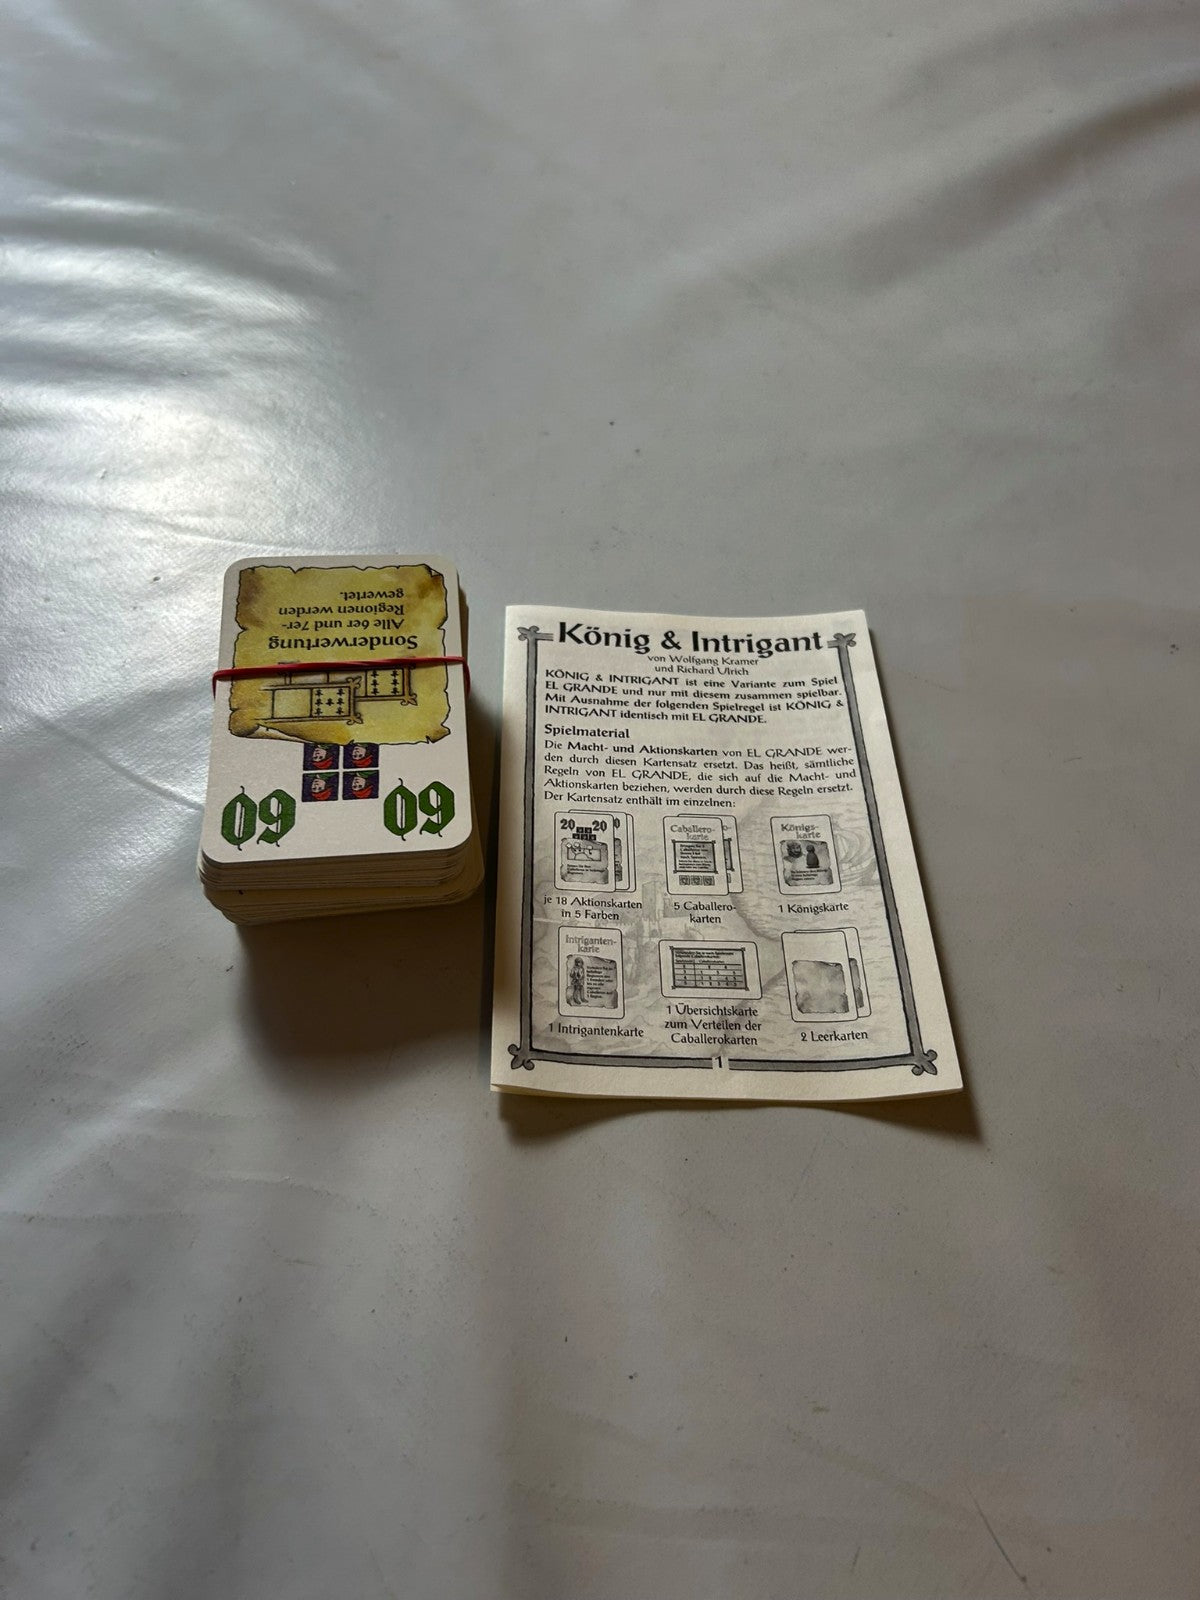 60 60
Sonderwertung
Alle 6er und 7er-
Regionen werden
gewertet.
König & Intrigant
von Wolfgang Kramer
und Richard Ulrich
KÖNIG & INTRIGANT ist eine Variante zum Spiel
EL GRANDE und nur mit diesem zusammen spielbar.
Mit Ausnahme der folgenden Spielregel ist KÖNIG &
INTRIGANT identisch mit EL GRANDE.
Spielmaterial
Die Macht- und Aktionskarten von EL GRANDE wer-
den durch diesen Kartensatz ersetzt. Das heißt, sämtliche
Regeln von EL GRANDE, die sich auf die Macht- und
Aktionskarten beziehen, werden durch diese Regeln ersetzt.
Der Kartensatz enthält im einzelnen:
20 20
je 18 Aktionskarten
in 5 Farben
Caballero-
karte
5 Caballero-
karten
Königs-
karte
1 Königskarte
Intriganten-
karte
1 Intrigantenkarte
1 Übersichtskarte
zum Verteilen der
Caballerokarten
2 Leerkarten
1